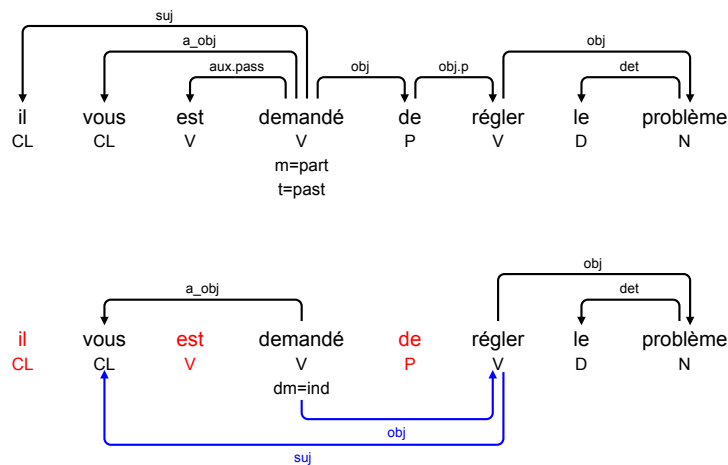 suj
a_obj obj
aux.pass obj obj.p det
il vous est demandé de régler le problème
CL CL V V P V D N
m=part
t=past
obj
a_obj det
il vous est demandé de régler le problème
CL CL V V P V D N
dm=ind
obj
suj